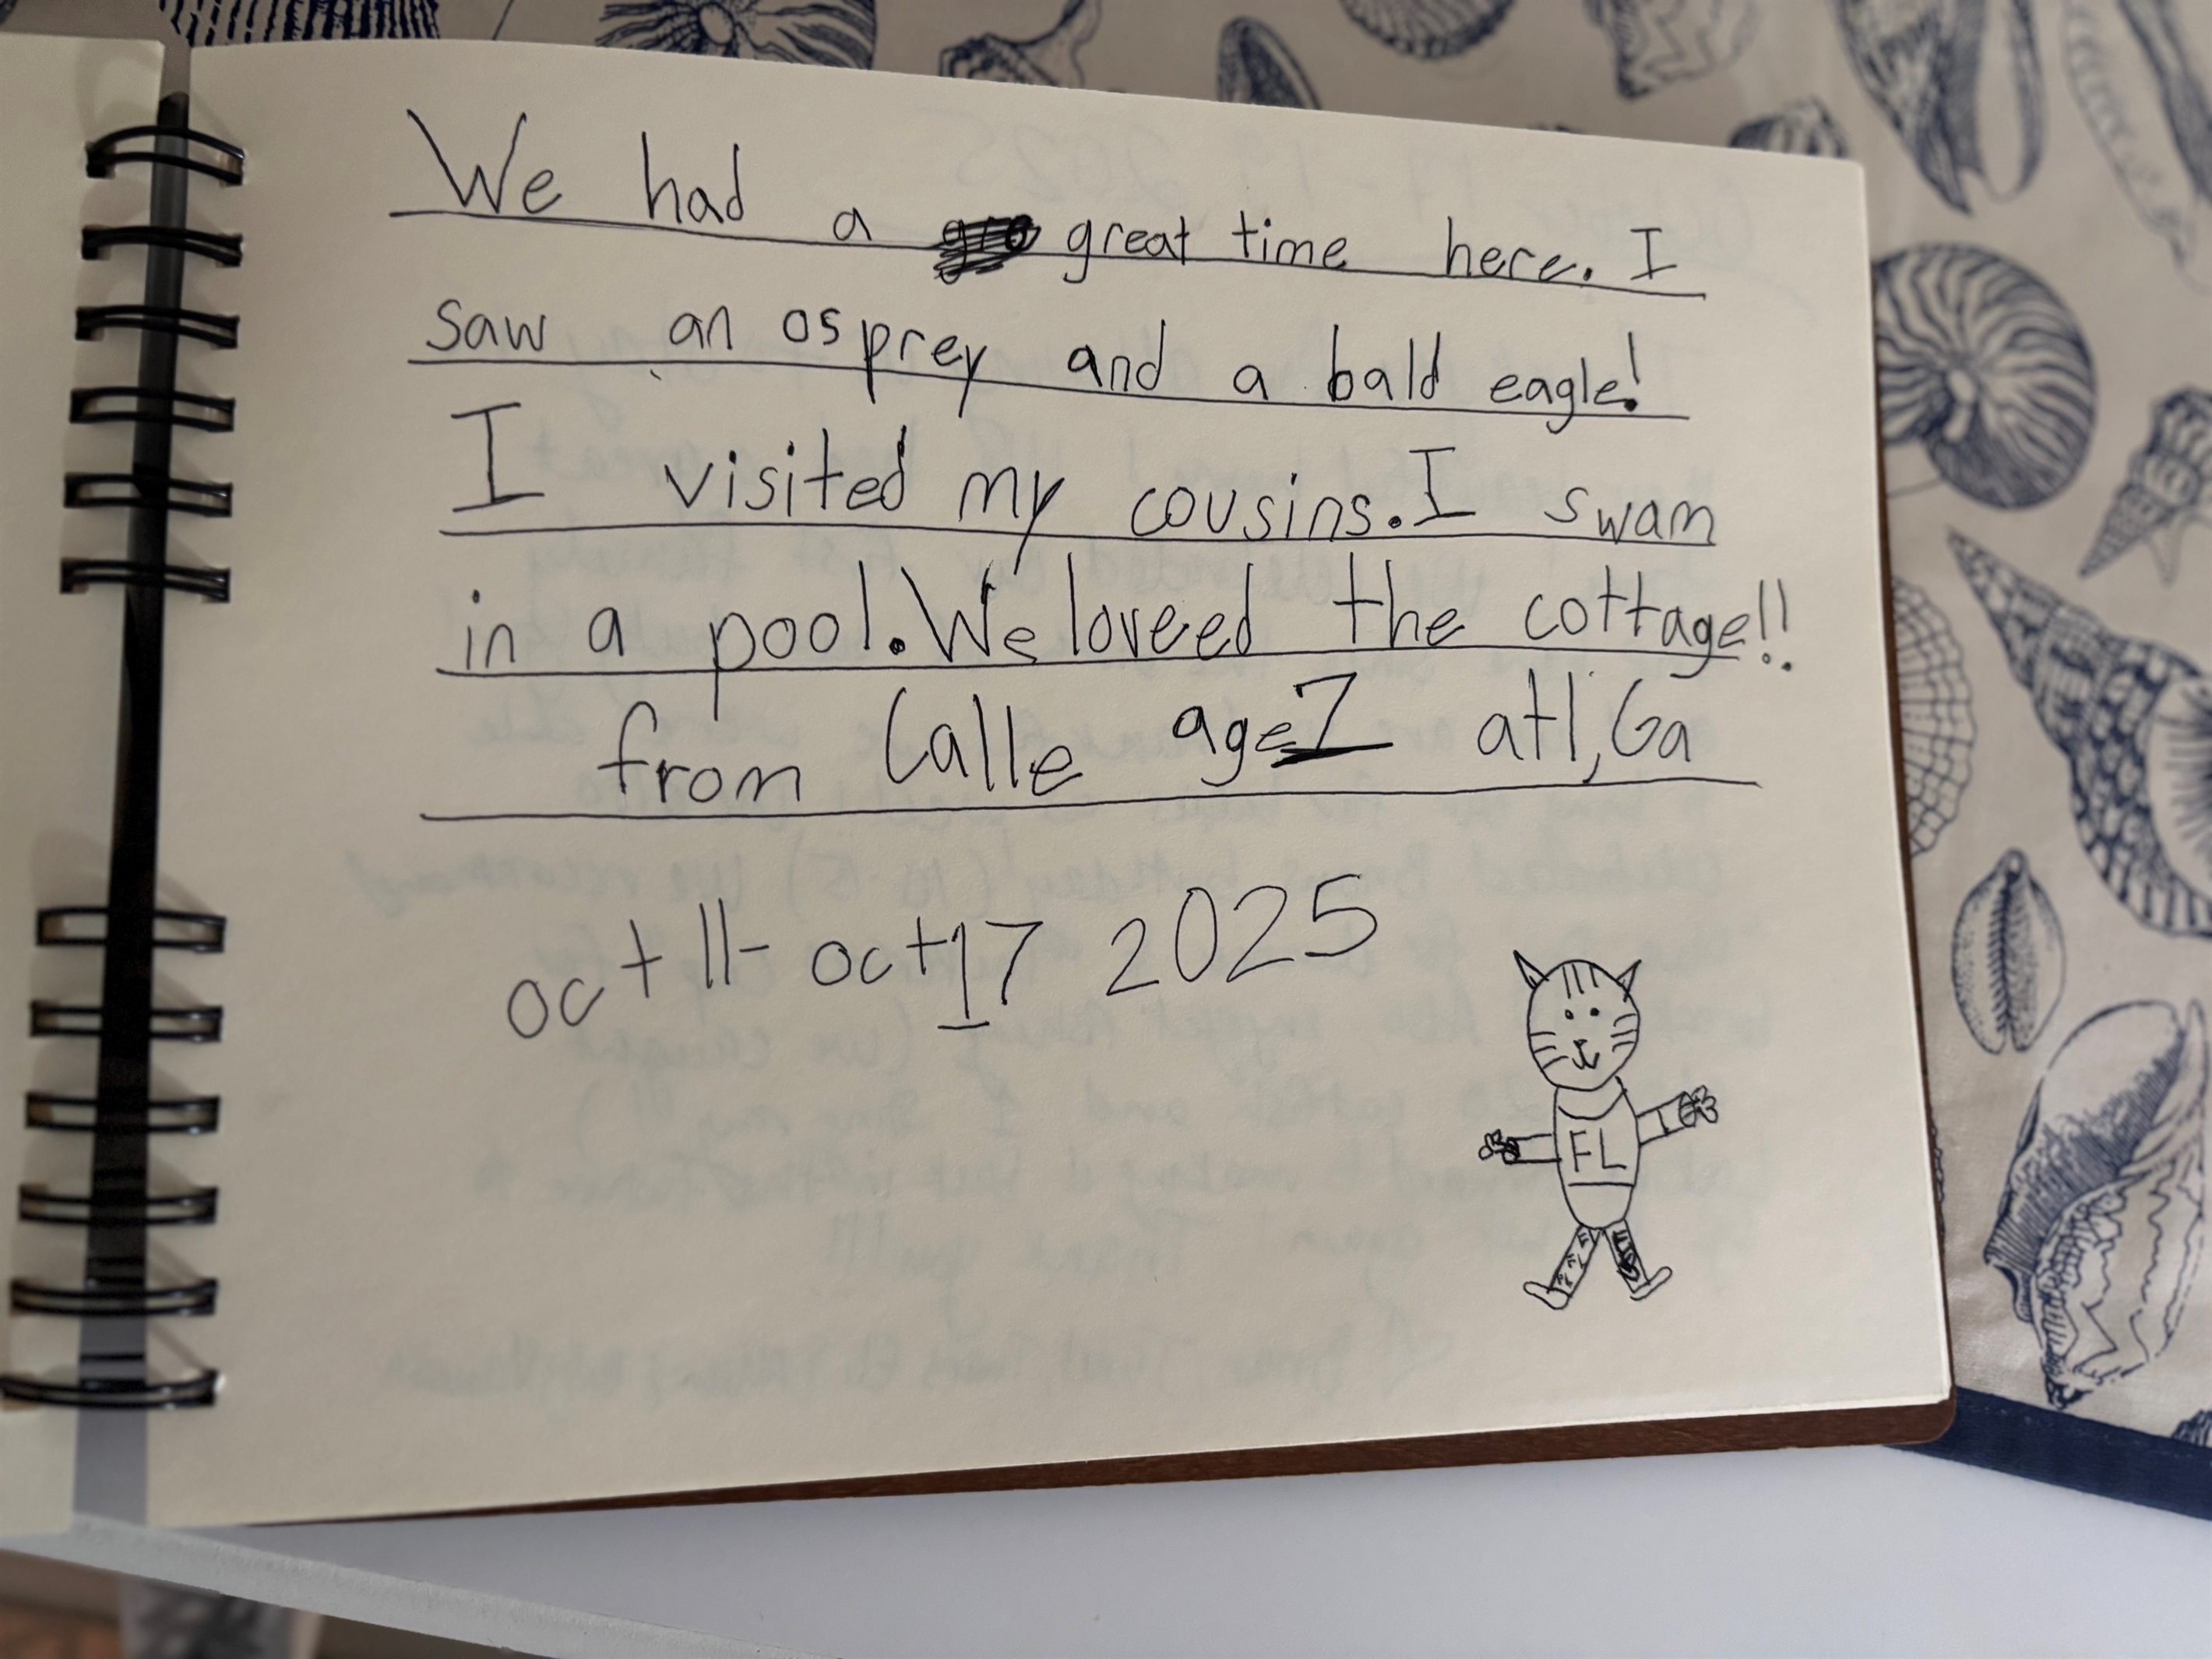 We had a great time here. I
saw an osprey and a bald eagle!
I visited my cousins. I swam
in a pool. We loveed the cottage!!
from Calle age 7 atl, Ga
oct 11- oct 17 2025
FL